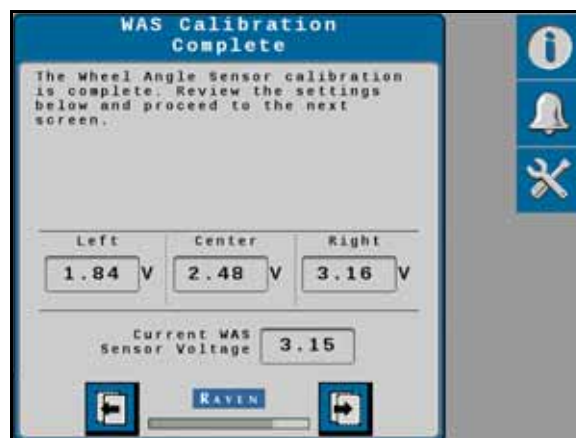 WAS Calibration
Complete
The Wheel Angle Sensor calibration
is complete. Review the settings
below and proceed to the next
screen.
Left Center Right
1.84 V 2.48 V 3.16 V
Current WAS
Sensor Voltage 3.15
RAVEN